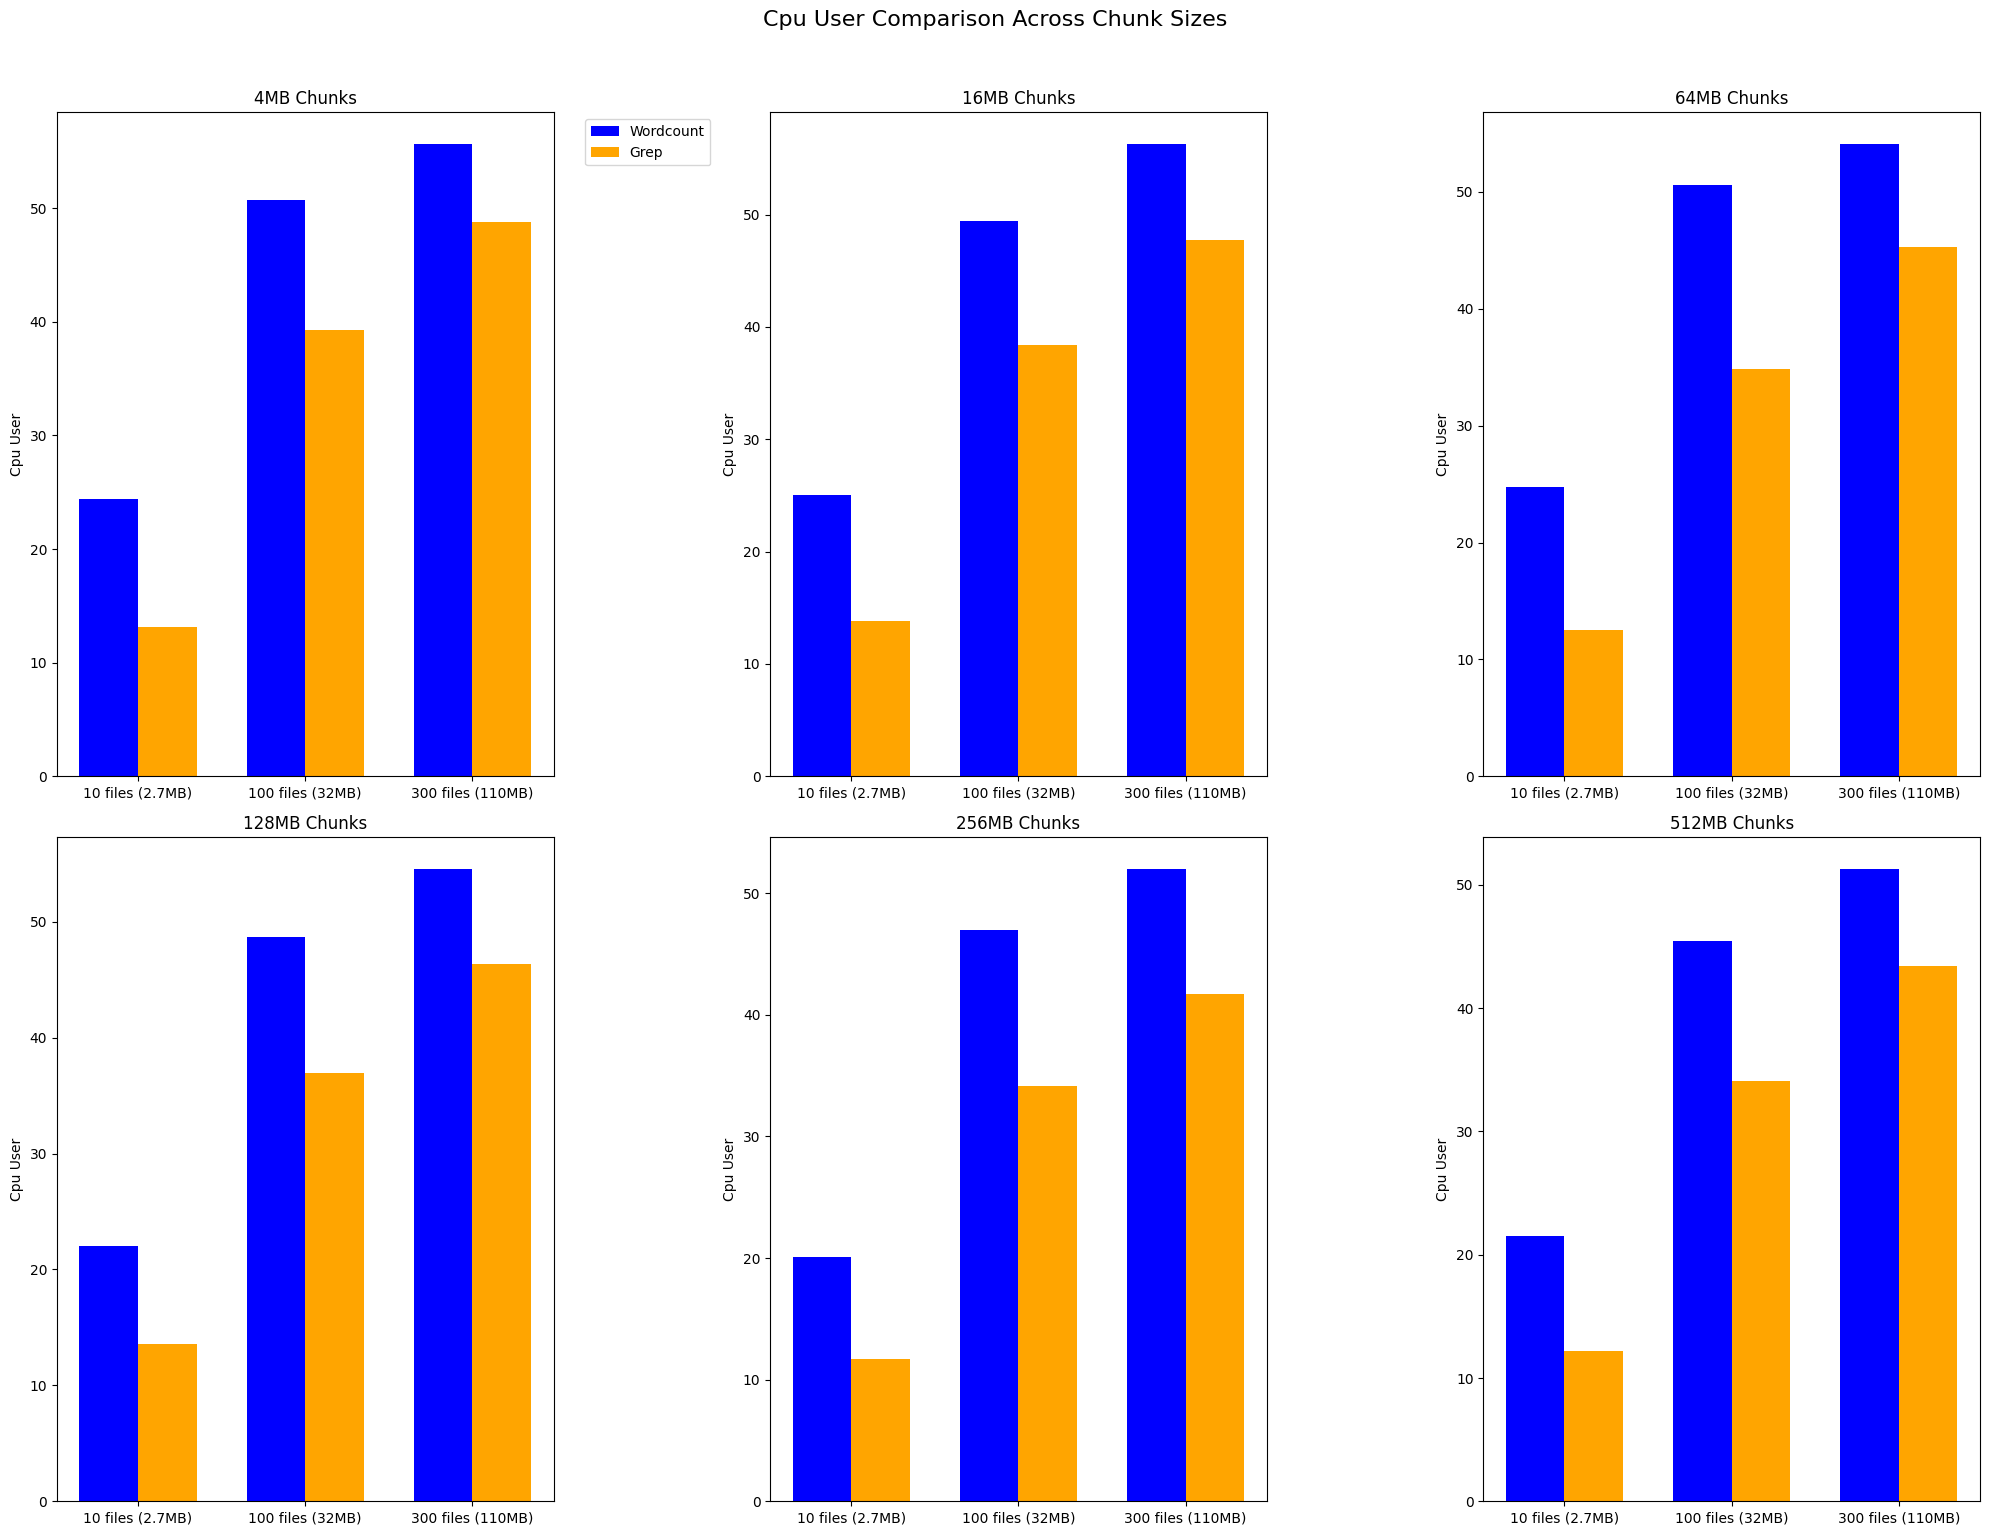 Cpu User Comparison Across Chunk Sizes
4MB Chunks
Cpu User
50
40
30
20
10
0
10 files (2.7MB)
100 files (32MB)
300 files (110MB)
Wordcount
Grep
16MB Chunks
Cpu User
50
40
30
20
10
0
10 files (2.7MB)
100 files (32MB)
300 files (110MB)
64MB Chunks
Cpu User
50
40
30
20
10
0
10 files (2.7MB)
100 files (32MB)
300 files (110MB)
128MB Chunks
Cpu User
50
40
30
20
10
0
10 files (2.7MB)
100 files (32MB)
300 files (110MB)
256MB Chunks
Cpu User
50
40
30
20
10
0
10 files (2.7MB)
100 files (32MB)
300 files (110MB)
512MB Chunks
Cpu User
50
40
30
20
10
0
10 files (2.7MB)
100 files (32MB)
300 files (110MB)